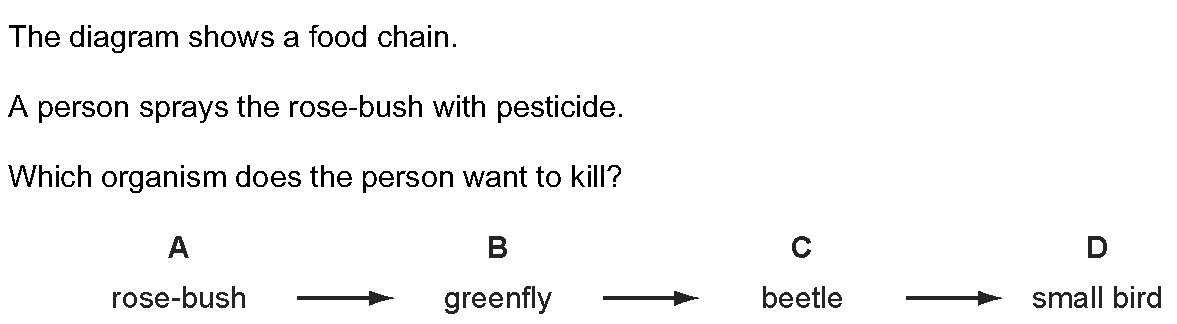 The diagram shows a food chain.
A person sprays the rose-bush with pesticide.
Which organism does the person want to kill?
A B C D
rose-bush greenfly beetle small bird